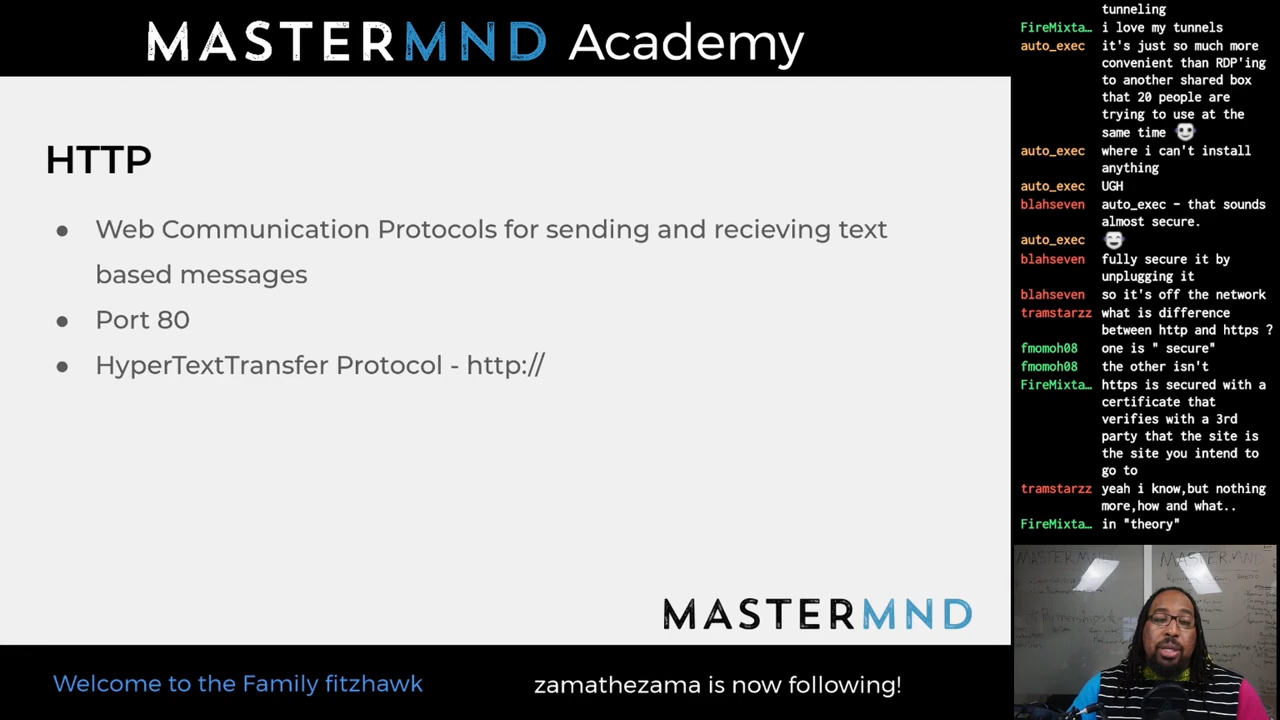 MASTERMND Academy
HTTP
● Web Communication Protocols for sending and recieving text
based messages
● Port 80
● HyperTextTransfer Protocol - http://
MASTERMND
Welcome to the Family fitzhawk
zamathezama is now following!
tunneling
FireMixta… i love my tunnels
auto_exec it's just so much more
convenient than RDP'ing
to another shared box
that 20 people are
trying to use at the
same time
auto_exec where i can't install
anything
auto_exec UGH
blahseven auto_exec - that sounds
almost secure.
auto_exec
blahseven fully secure it by
unplugging it
blahseven so it's off the network
tramstarzz what is difference
between http and https ?
fmomoh08 one is " secure"
fmomoh08 the other isn't
FireMixta… https is secured with a
certificate that
verifies with a 3rd
party that the site is
the site you intend to
go to
tramstarzz yeah i know,but nothing
more,how and what..
FireMixta… in "theory"
MASTERMND
MASTERMND